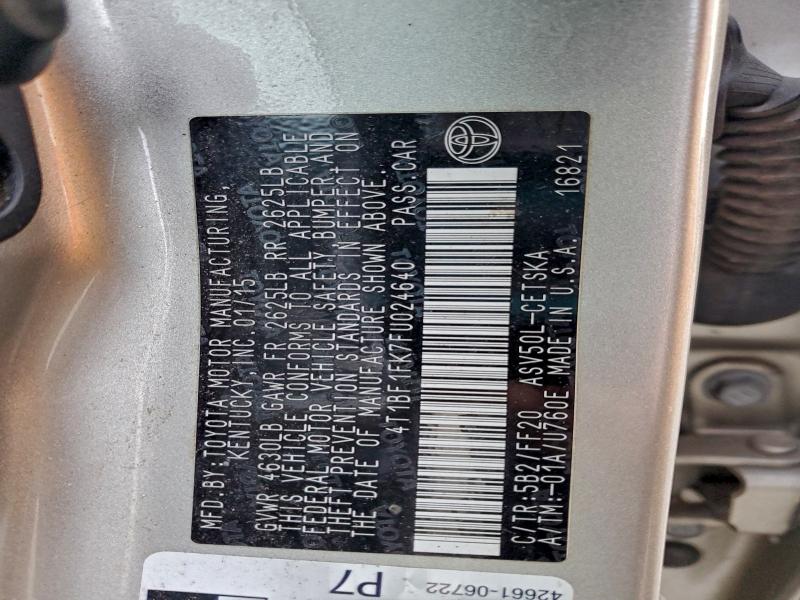 MFD.BY:TOYOTA MOTOR MANUFACTURING,
KENTUCKY, INC 01/15
GVWR 4630LB GAWR FR 2625LB RR 2625LB
THIS VEHICLE CONFORMS TO ALL APPLICABLE
FEDERAL MOTOR VEHICLE SAFETY, BUMPER, AND
THEFT PREVENTION STANDARDS IN EFFECT ON
THE DATE OF MANUFACTURE SHOWN ABOVE.
4T1BE1FK7FU024640 PASS.CAR
C/TR:5B2/FF20 ASV50L-CETSKA
A/TM:-01A/U760E MADE IN U.S.A. 16821
42661-06722
P7